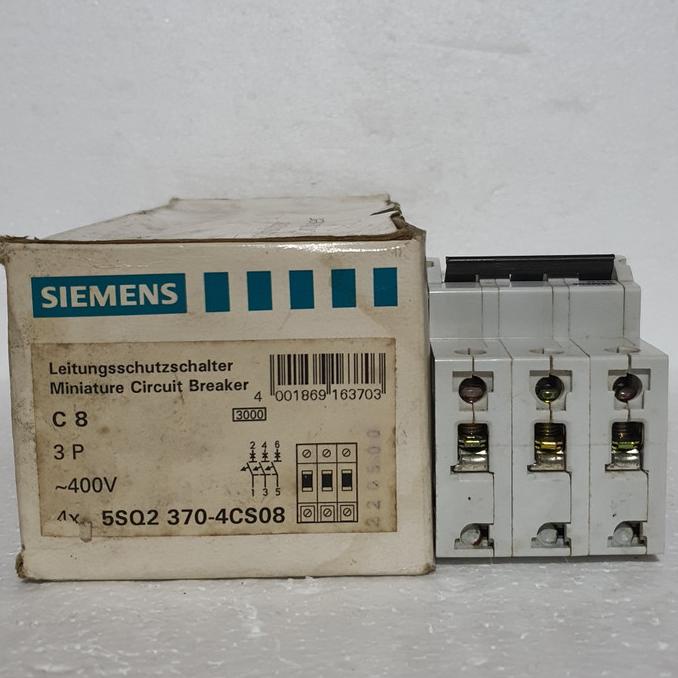 SIEMENS
Leitungsschutzschalter
Miniature Circuit Breaker
4 001869 163703
C 8
3000
3 P
2 4 6
~400V
1 3 5
4x 5SQ2 370-4CS08